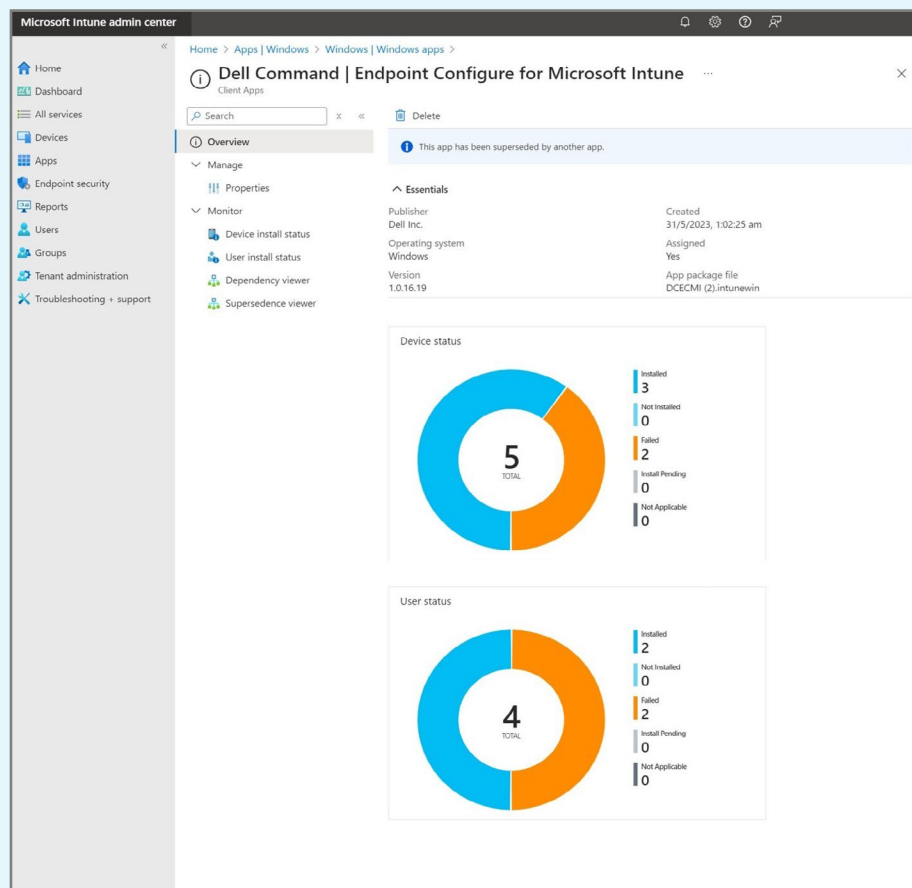 Microsoft Intune admin center
Home > Apps | Windows > Windows | Windows apps >
Dell Command | Endpoint Configure for Microsoft Intune ...
Client Apps
Home
Dashboard
All services
Devices
Apps
Endpoint security
Reports
Users
Groups
Tenant administration
Troubleshooting + support
Search
Overview
Manage
Properties
Monitor
Device install status
User install status
Dependency viewer
Supersedence viewer
Delete
This app has been superseded by another app.
Essentials
Publisher
Dell Inc.
Operating system
Windows
Version
1.0.16.19
Created
31/5/2023, 1:02:25 am
Assigned
Yes
App package file
DCECMI (2).intunewin
Device status
5
TOTAL
Installed
3
Not Installed
0
Failed
2
Install Pending
0
Not Applicable
0
User status
4
TOTAL
Installed
2
Not Installed
0
Failed
2
Install Pending
0
Not Applicable
0